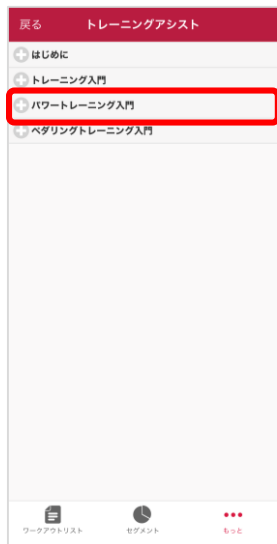 戻る トレーニングアシスト
はじめに
トレーニング入門
パワートレーニング入門
ペダリングトレーニング入門
ワークアウトリスト セグメント もっと